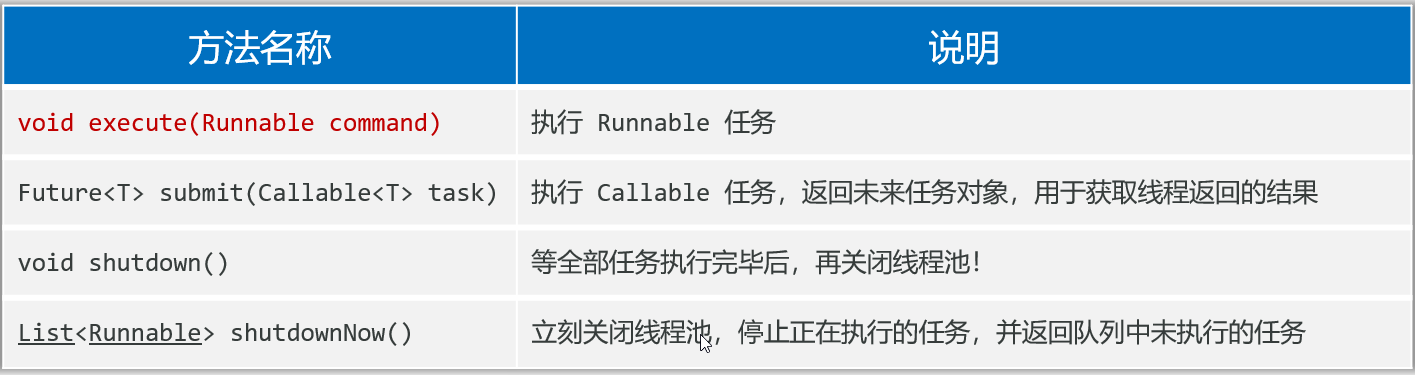 方法名称 说明
void execute(Runnable command) 执行 Runnable 任务
Future<T> submit(Callable<T> task) 执行 Callable 任务，返回未来任务对象，用于获取线程返回的结果
void shutdown() 等全部任务执行完毕后，再关闭线程池！
List<Runnable> shutdownNow() 立刻关闭线程池，停止正在执行的任务，并返回队列中未执行的任务